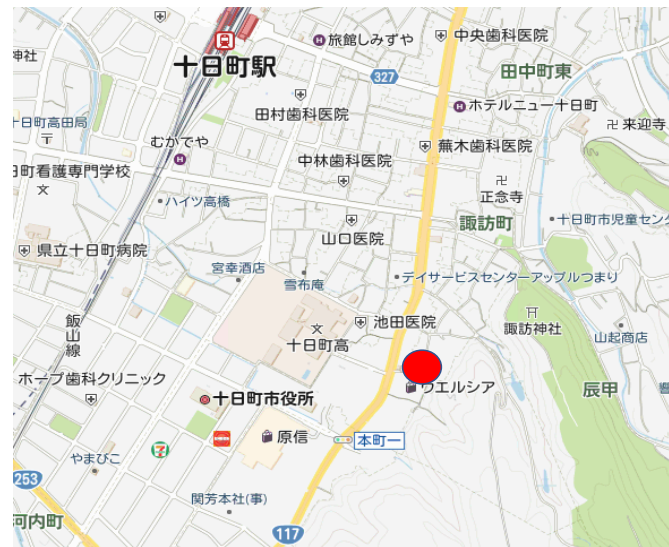 中央歯科医院
旅館しみずや
神社
十日町駅
田中町東
327
ホテルニュー十日町
田村歯科医院
十日町高田局
来迎寺
むかでや
蕪木歯科医院
中林歯科医院
日町看護専門学校
正念寺
ハイツ高橋
諏訪町
十日町市児童セン
山口医院
県立十日町病院
宮幸酒店
デイサービスセンターアップルつまり
雪布庵
飯山線
池田医院
諏訪神社
十日町高
山起商店
ホープ歯科クリニック
ウエルシア
辰甲
十日町市役所
原信
本町一
やまびこ
253
関芳本社(事)
河内町
117